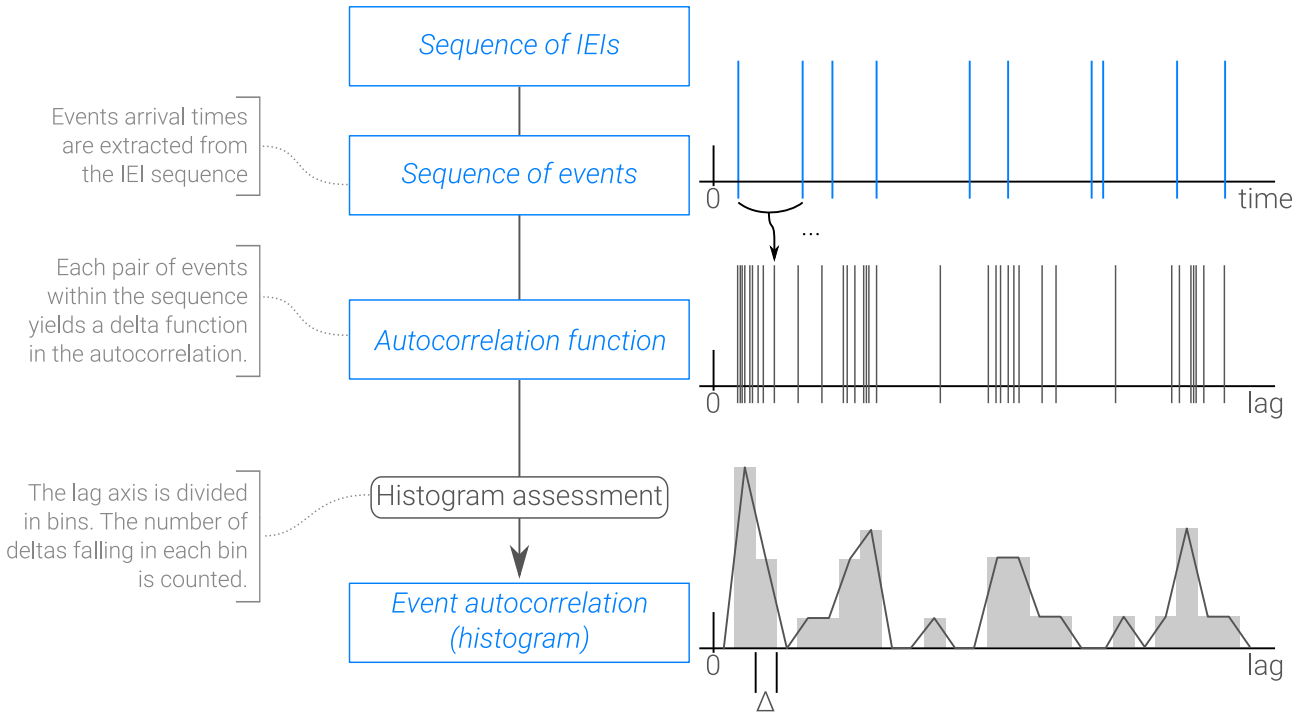 Sequence of IEIs
Events arrival times
are extracted from
the IEI sequence
Sequence of events
0
time
...
Each pair of events
within the sequence
yields a delta function
in the autocorrelation.
Autocorrelation function
0
lag
The lag axis is divided
in bins. The number of
deltas falling in each bin
is counted.
Histogram assessment
Event autocorrelation
(histogram)
0
lag
Δ